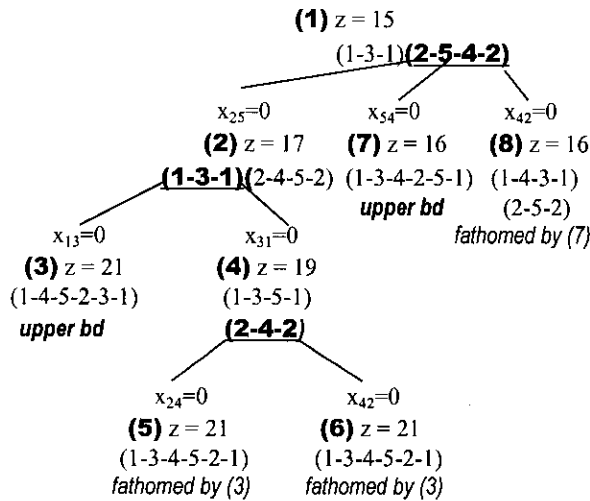 (1) z = 15
(1-3-1)(2-5-4-2)
x₂₅=0 x₅₄=0 x₄₂=0
(2) z = 17 (7) z = 16 (8) z = 16
(1-3-1)(2-4-5-2) (1-3-4-2-5-1) (1-4-3-1)
upper bd (2-5-2)
fathomed by (7)
x₁₃=0 x₃₁=0
(3) z = 21 (4) z = 19
(1-4-5-2-3-1) (1-3-5-1)
upper bd (2-4-2)
x₂₄=0 x₄₂=0
(5) z = 21 (6) z = 21
(1-3-4-5-2-1) (1-3-4-5-2-1)
fathomed by (3) fathomed by (3)